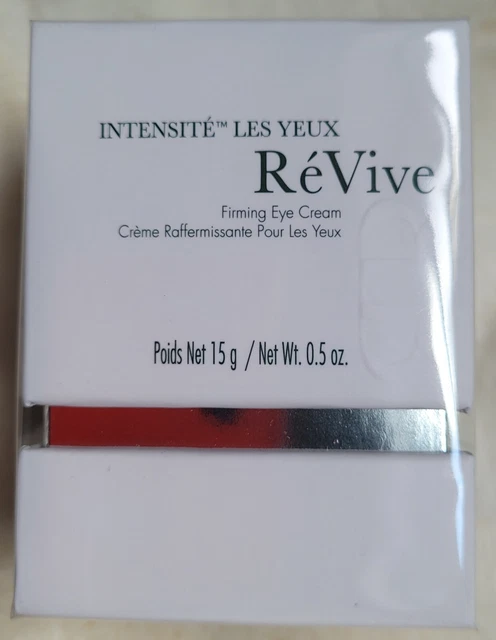 INTENSITÉ™ LES YEUX
RéVive
Firming Eye Cream
Crème Raffermissante Pour Les Yeux
Poids Net 15 g / Net Wt. 0.5 oz.